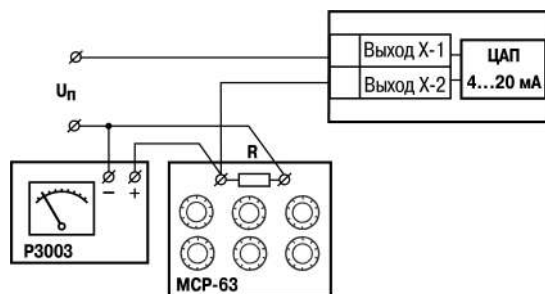 Выход X-1
ЦАП
4...20 мА
Выход X-2
Uп
R
– +
Р3003
МСР-63